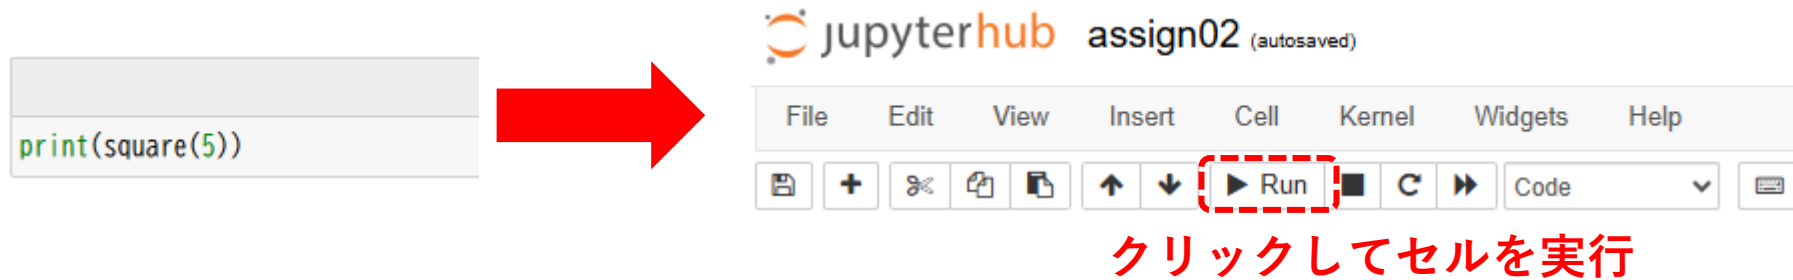 print(square(5))
jupyterhub assign02 (autosaved)
File Edit View Insert Cell Kernel Widgets Help
Run Code
クリックしてセルを実行